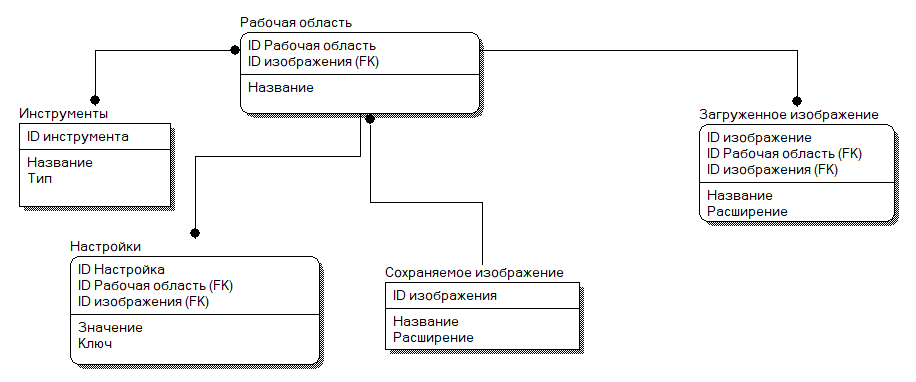 Рабочая область
ID Рабочая область
ID изображения (FK)
Название
Инструменты
ID инструмента
Название
Тип
Загруженное изображение
ID изображение
ID Рабочая область (FK)
ID изображения (FK)
Название
Расширение
Настройки
ID Настройка
ID Рабочая область (FK)
ID изображения (FK)
Значение
Ключ
Сохраняемое изображение
ID изображения
Название
Расширение